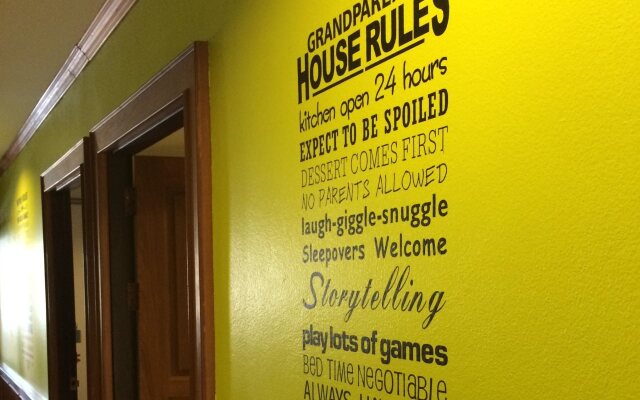 HOUSE RULES
kitchen open 24 hours
EXPECT TO BE SPOILED
DESSERT COMES FIRST
NO PARENTS ALLOWED
laugh-giggle-snuggle
Sleepovers Welcome
Storytelling
play lots of games
BED TIME NEGOTIABLE
ALWAYS